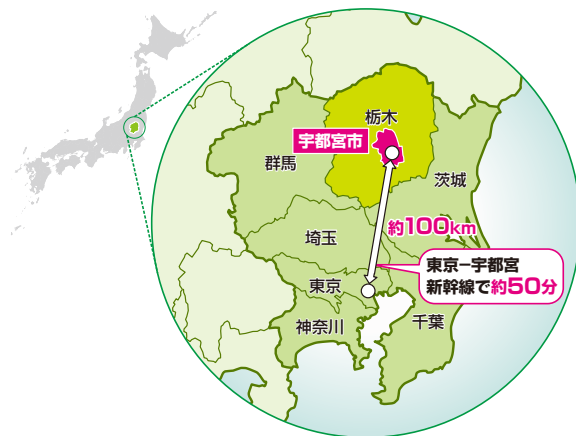 栃木
宇都宮市
群馬
茨城
約100km
埼玉
東京−宇都宮
新幹線で約50分
東京
神奈川
千葉